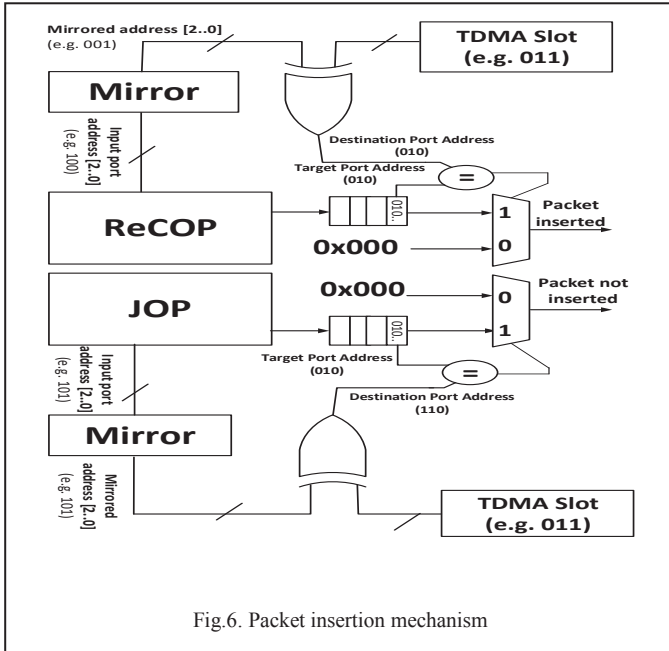 Mirrored address [2..0]
(e.g. 001)
TDMA Slot
(e.g. 011)
Mirror
Input port
address [2..0]
(e.g. 100)
Destination Port Address
(010)
Target Port Address
(010)
=
ReCOP
010..
1
Packet
inserted
0x000
0
JOP
0x000
0
Packet not
inserted
010..
1
Target Port Address
(010)
=
Input port
address [2..0]
(e.g. 101)
Destination Port Address
(110)
Mirror
Mirrored
address [2..0]
(e.g. 101)
TDMA Slot
(e.g. 011)
Fig.6. Packet insertion mechanism